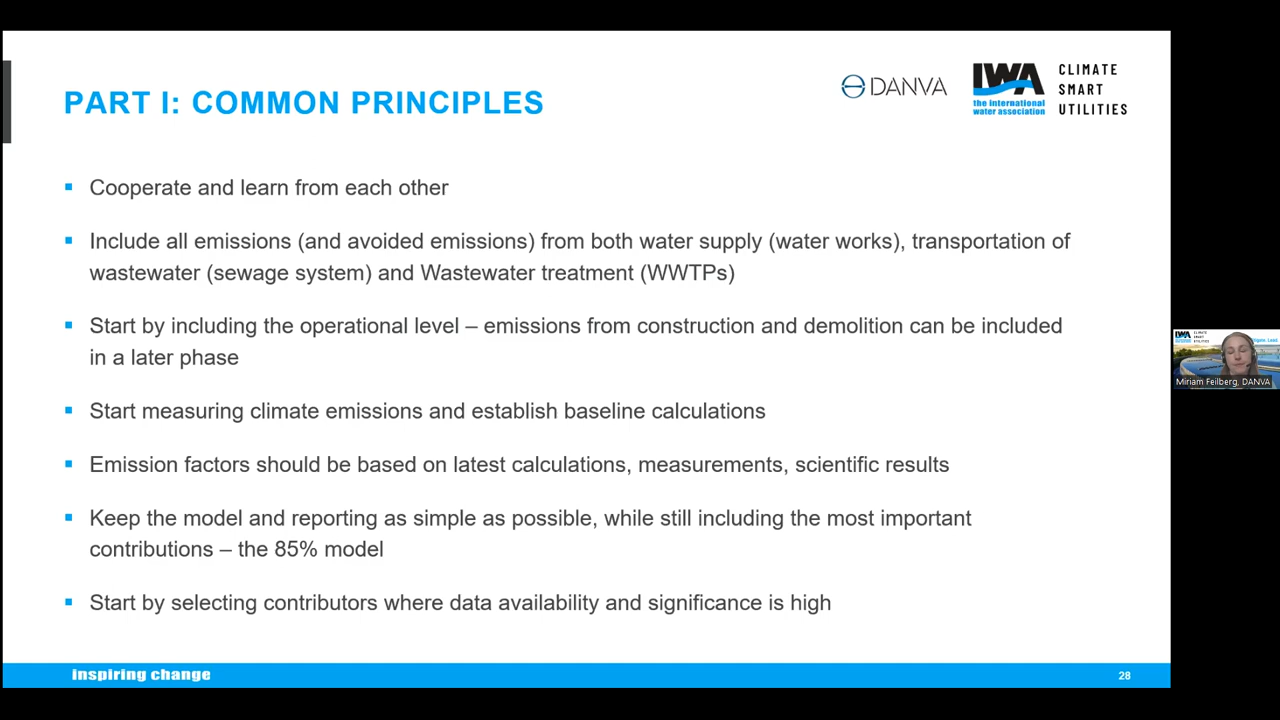 PART I: COMMON PRINCIPLES
DANVA
IWA
the international
water association
CLIMATE
SMART
UTILITIES
Cooperate and learn from each other
Include all emissions (and avoided emissions) from both water supply (water works), transportation of
wastewater (sewage system) and Wastewater treatment (WWTPs)
Start by including the operational level – emissions from construction and demolition can be included
in a later phase
Start measuring climate emissions and establish baseline calculations
Emission factors should be based on latest calculations, measurements, scientific results
Keep the model and reporting as simple as possible, while still including the most important
contributions – the 85% model
Start by selecting contributors where data availability and significance is high
inspiring change
28
IWA
CLIMATE
SMART
UTILITIES
Miriam Feilberg, DANVA